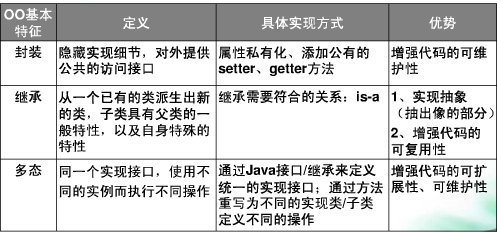 OO基本特征 定义 具体实现方式 优势
封装 隐藏实现细节，对外提供公共的访问接口 属性私有化、添加公有的setter、getter方法 增强代码的可维护性
继承 从一个已有的类派生出新的类，子类具有父类的一般特性，以及自身特殊的特性 继承需要符合的关系：is-a 1、实现抽象（抽出像的部分） 2、增强代码的可复用性
多态 同一个实现接口，使用不同的实例而执行不同操作 通过Java接口/继承来定义统一的实现接口；通过方法重写为不同的实现类/子类定义不同的操作 增强代码的可扩展性、可维护性